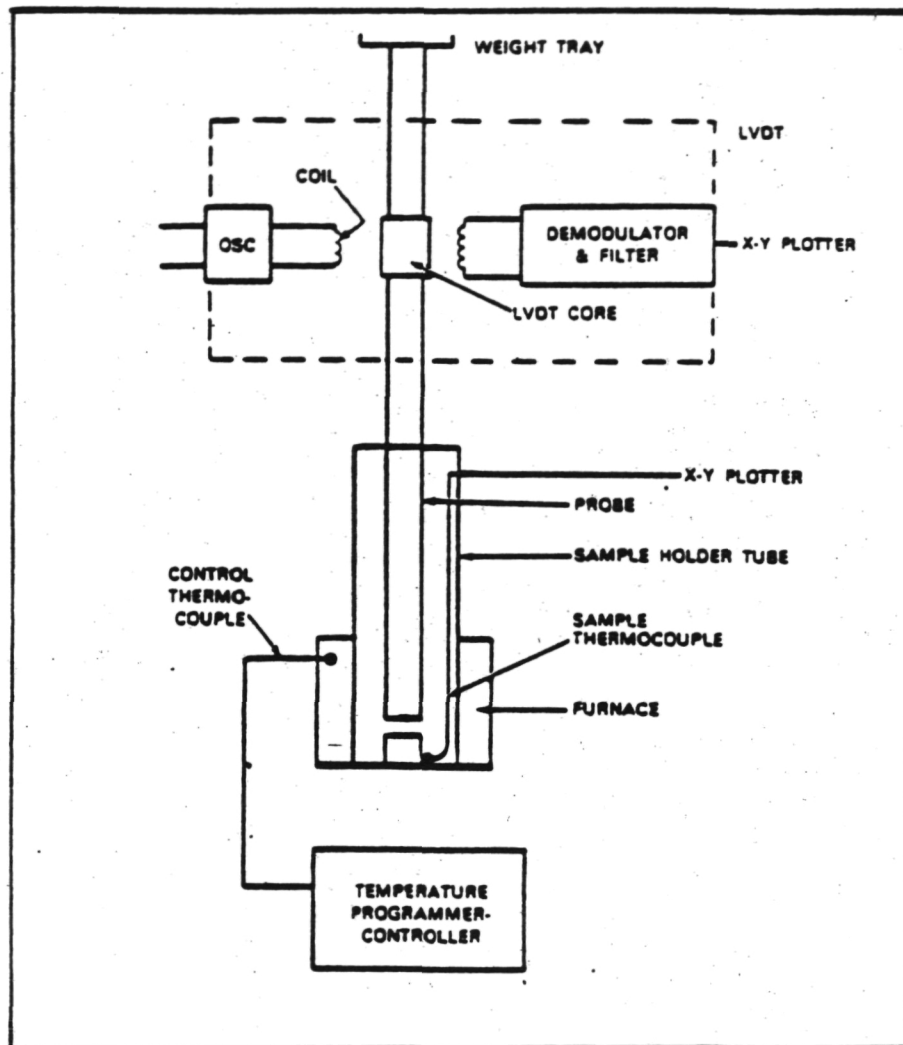 WEIGHT TRAY
LVDT
COIL
OSC
DEMODULATOR
& FILTER
X-Y PLOTTER
LVDT CORE
X-Y PLOTTER
PROBE
SAMPLE HOLDER TUBE
CONTROL
THERMO-
COUPLE
SAMPLE
THERMOCOUPLE
FURNACE
TEMPERATURE
PROGRAMMER-
CONTROLLER